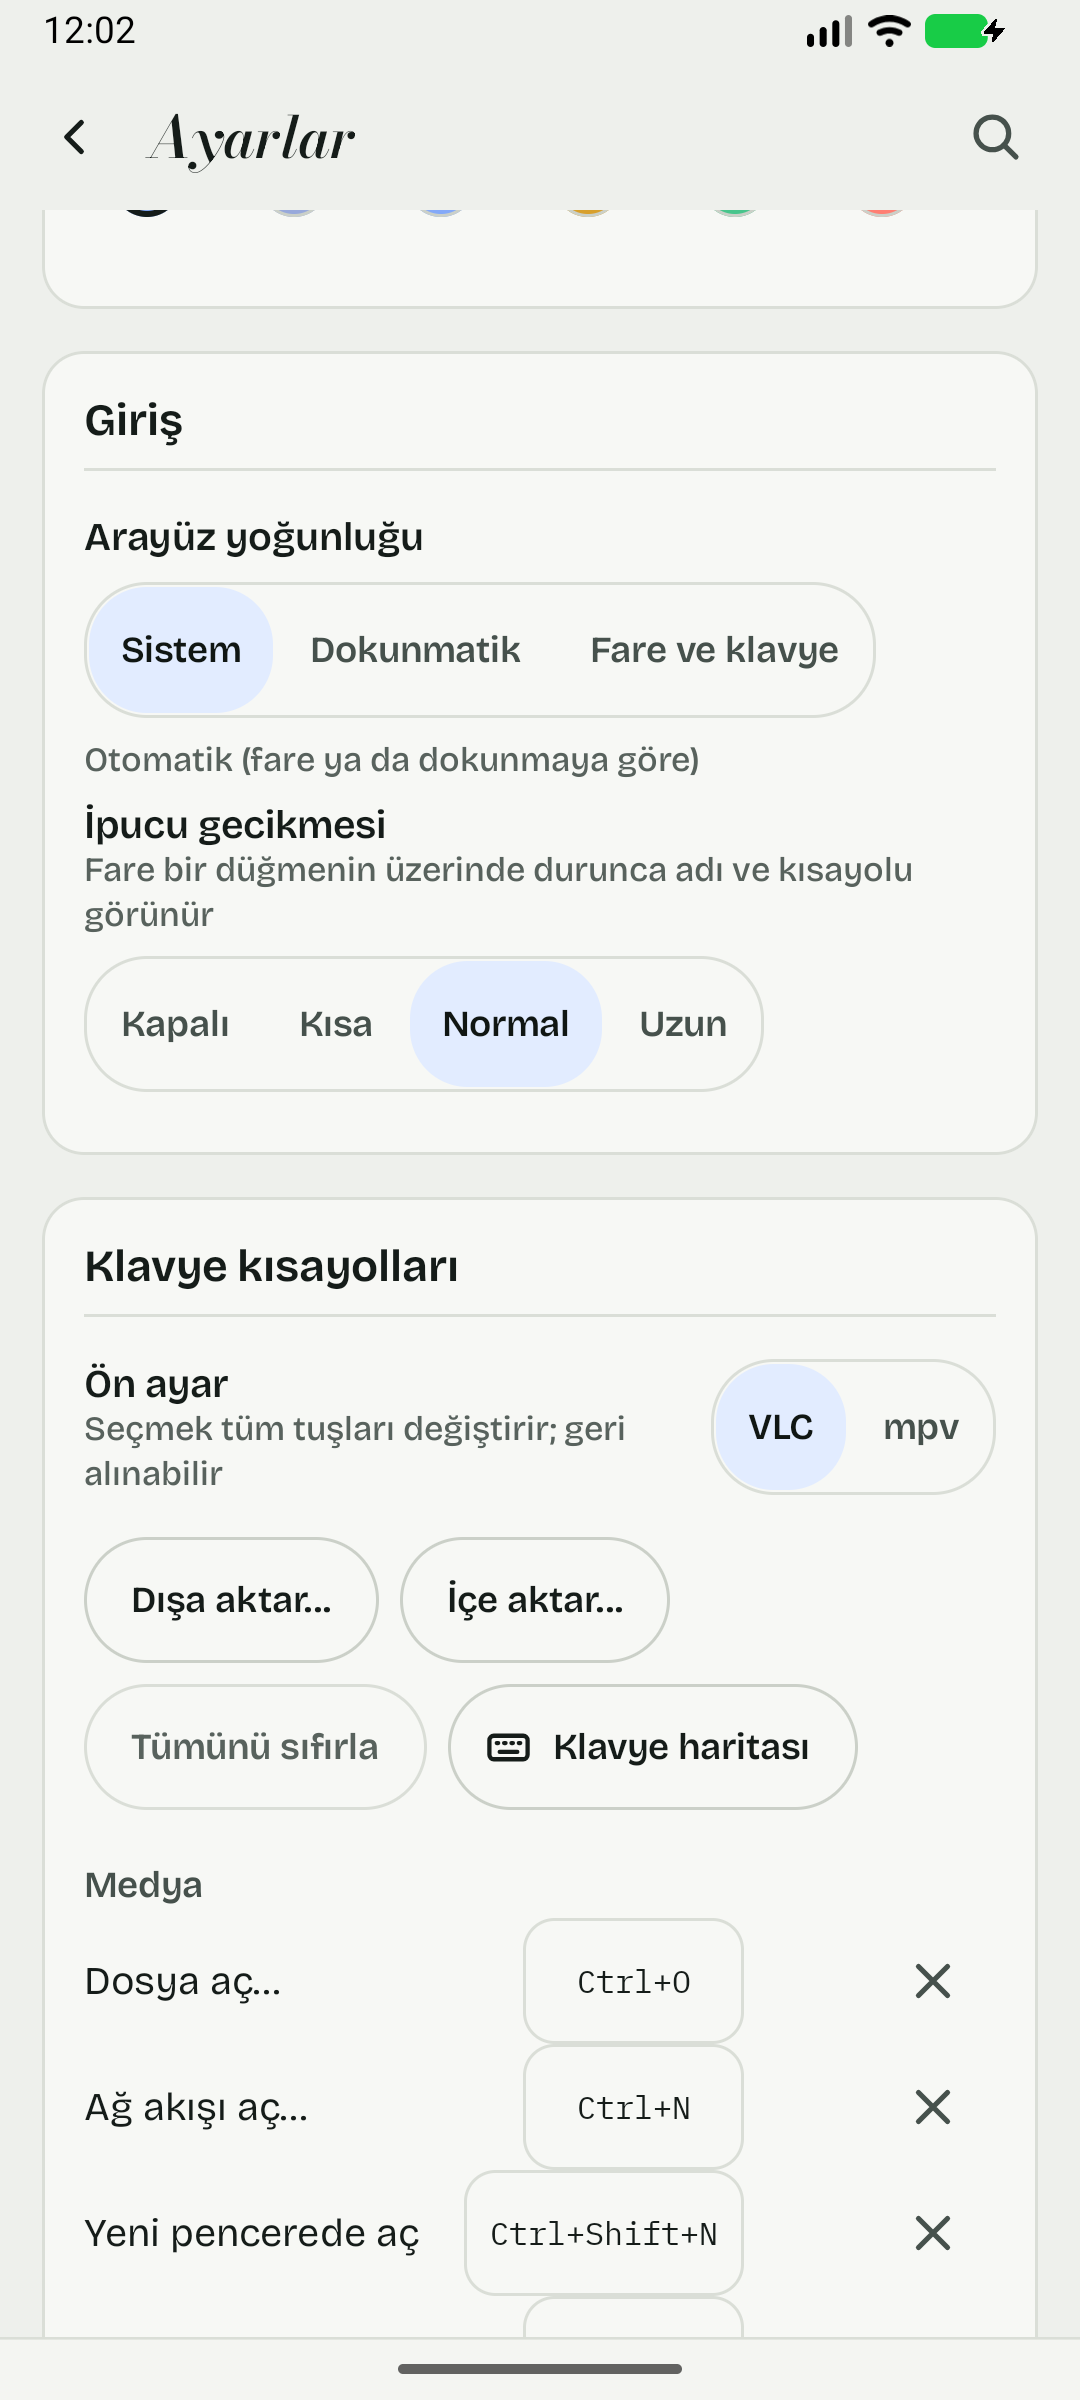 12:02
Ayarlar
Giriş
Arayüz yoğunluğu
Sistem Dokunmatik Fare ve klavye
Otomatik (fare ya da dokunmaya göre)
İpucu gecikmesi
Fare bir düğmenin üzerinde durunca adı ve kısayolu
görünür
Kapalı Kısa Normal Uzun
Klavye kısayolları
Ön ayar
Seçmek tüm tuşları değiştirir; geri
alınabilir
VLC mpv
Dışa aktar... İçe aktar...
Tümünü sıfırla Klavye haritası
Medya
Dosya aç... Ctrl+O
Ağ akışı aç... Ctrl+N
Yeni pencerede aç Ctrl+Shift+N